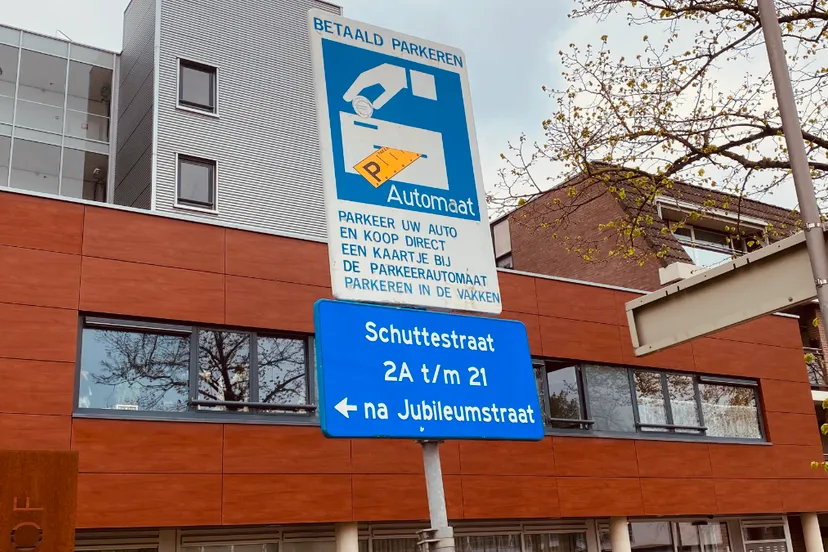 BETAALD PARKEREN
P
Automaat
PARKEER UW AUTO
EN KOOP DIRECT
EEN KAARTJE BIJ
DE PARKEERAUTOMAAT
PARKEREN IN DE VAKKEN
Schuttestraat
2A t/m 21
← na Jubileumstraat
OF